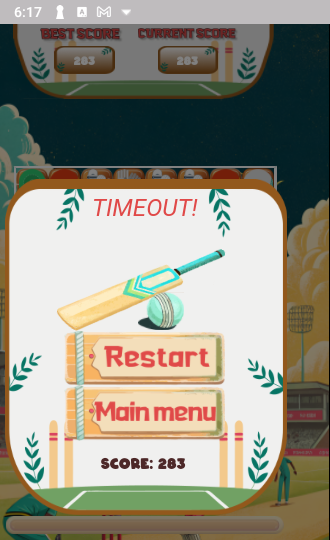 6:17
BEST SCORE CURRENT SCORE
283 283
TIMEOUT!
Restart
Main menu
SCORE: 283